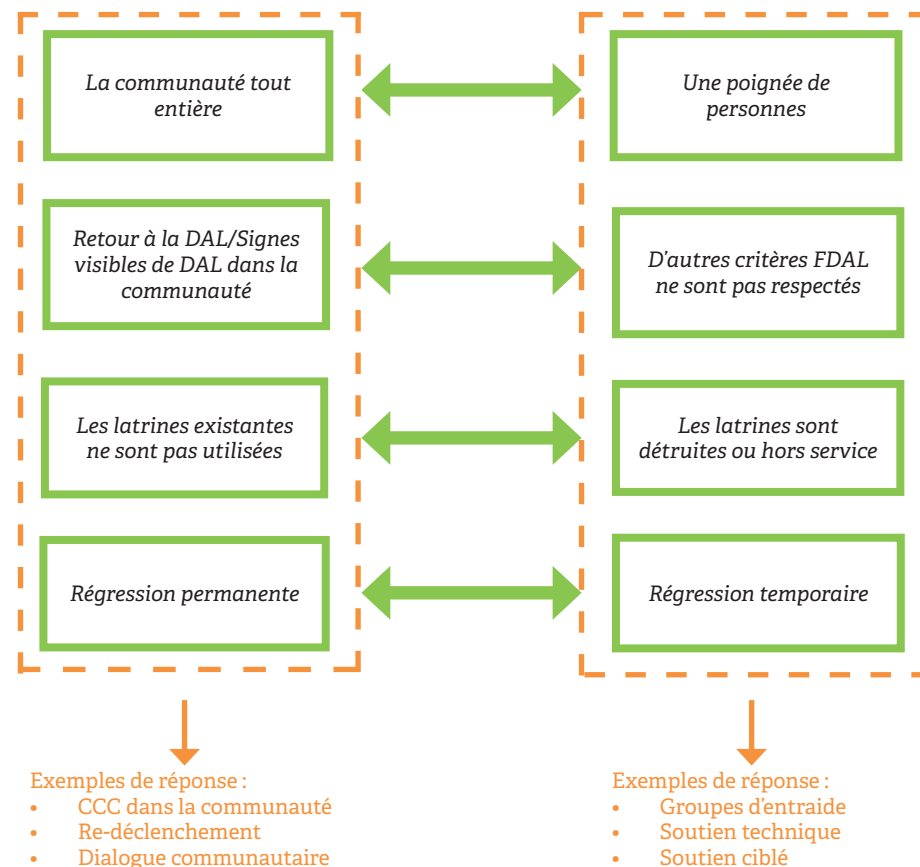 La communauté tout
entière
Une poignée de
personnes
Retour à la DAL/Signes
visibles de DAL dans la
communauté
D'autres critères FDAL
ne sont pas respectés
Les latrines existantes
ne sont pas utilisées
Les latrines sont
détruites ou hors service
Régression permanente
Régression temporaire
Exemples de réponse :
• CCC dans la communauté
• Re-déclenchement
• Dialogue communautaire
Exemples de réponse :
• Groupes d'entraide
• Soutien technique
• Soutien ciblé